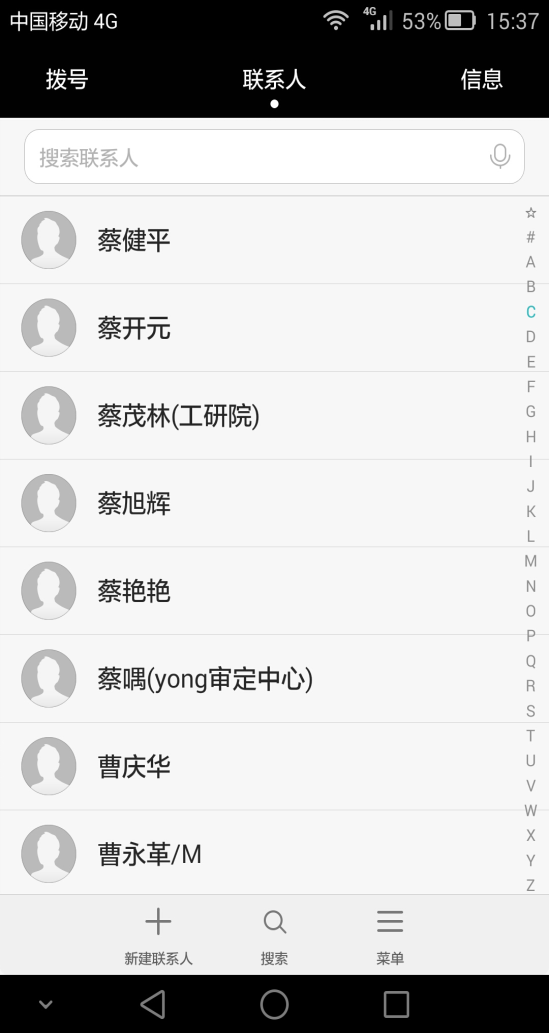 中国移动 4G 4G 53% 15:37
拨号 联系人 信息
搜索联系人
蔡健平
蔡开元
蔡茂林(工研院)
蔡旭辉
蔡艳艳
蔡喁(yong审定中心)
曹庆华
曹永革/M
☆
#
A
B
C
D
E
F
G
H
I
J
K
L
M
N
O
P
Q
R
S
T
U
V
W
X
Y
Z
新建联系人 搜索 菜单